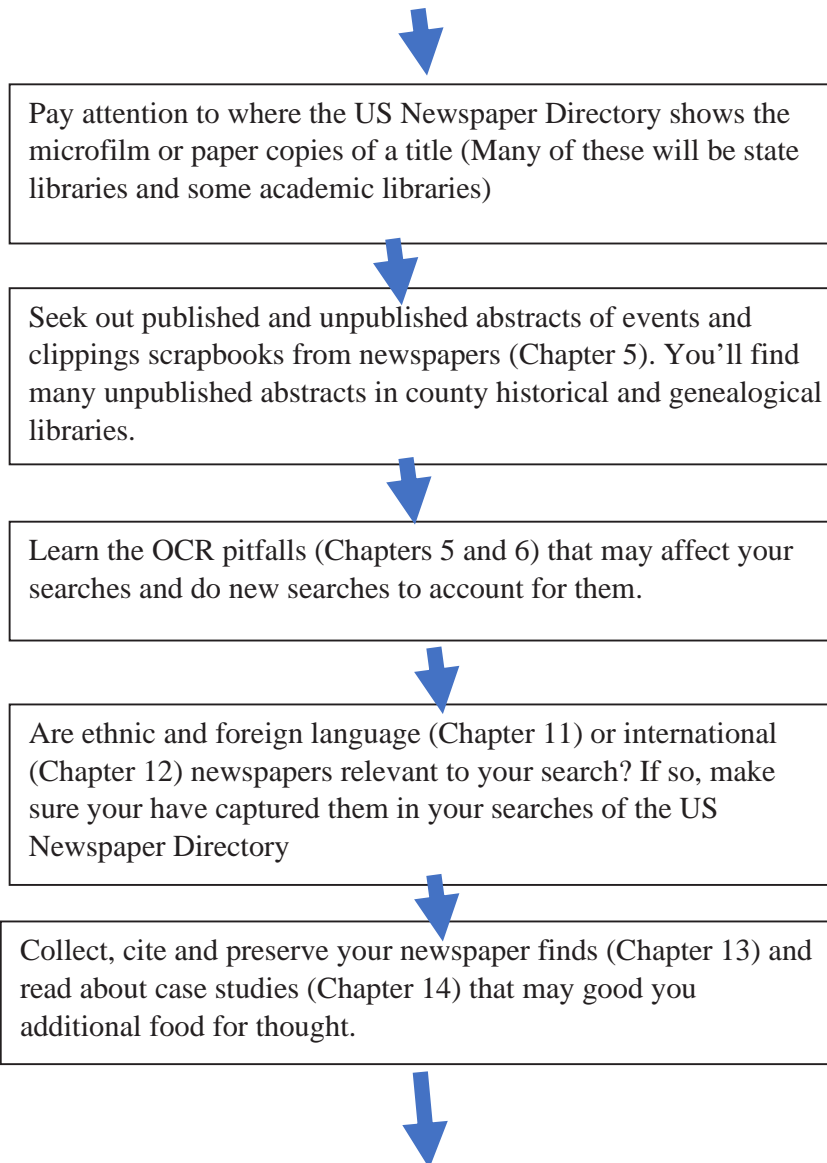 Pay attention to where the US Newspaper Directory shows the
microfilm or paper copies of a title (Many of these will be state
libraries and some academic libraries)
Seek out published and unpublished abstracts of events and
clippings scrapbooks from newspapers (Chapter 5). You’ll find
many unpublished abstracts in county historical and genealogical
libraries.
Learn the OCR pitfalls (Chapters 5 and 6) that may affect your
searches and do new searches to account for them.
Are ethnic and foreign language (Chapter 11) or international
(Chapter 12) newspapers relevant to your search? If so, make
sure your have captured them in your searches of the US
Newspaper Directory
Collect, cite and preserve your newspaper finds (Chapter 13) and
read about case studies (Chapter 14) that may good you
additional food for thought.